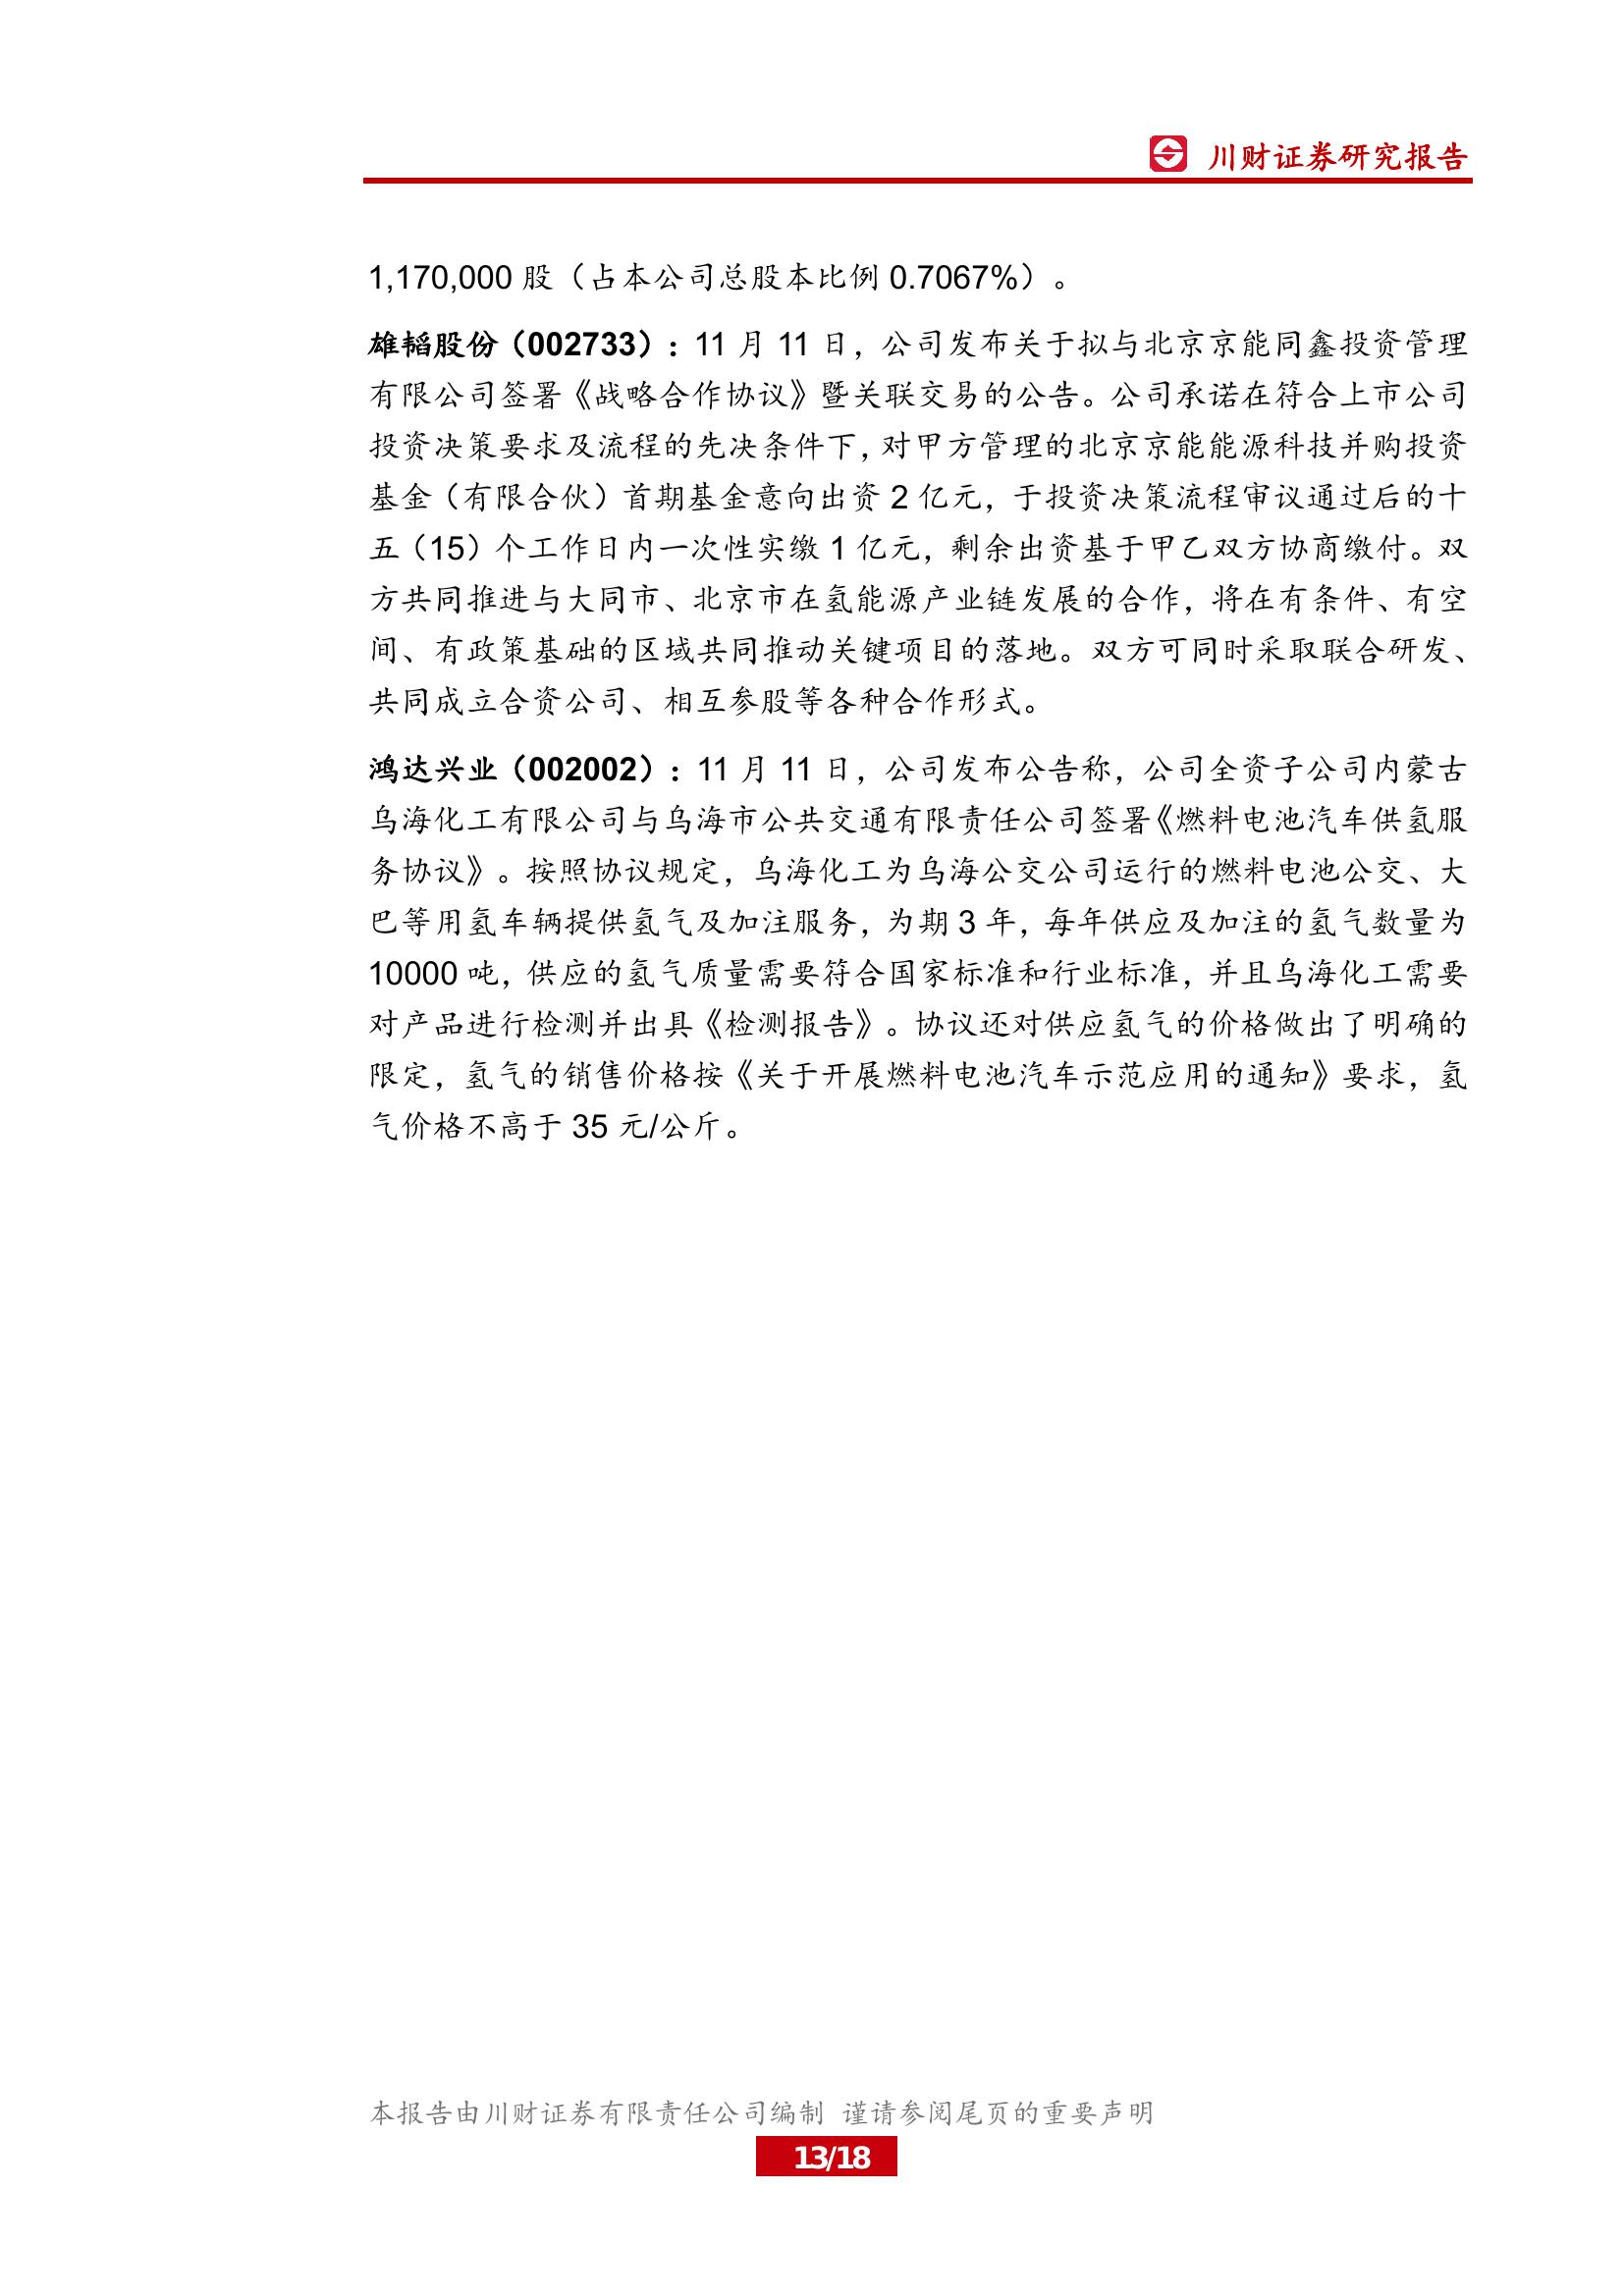 川财证券研究报告
1,170,000 股（占本公司总股本比例 0.7067%）。
雄韬股份（002733）：11 月 11 日，公司发布关于拟与北京京能同鑫投资管理
有限公司签署《战略合作协议》暨关联交易的公告。公司承诺在符合上市公司
投资决策要求及流程的先决条件下，对甲方管理的北京京能能源科技并购投资
基金（有限合伙）首期基金意向出资 2 亿元，于投资决策流程审议通过后的十
五（15）个工作日内一次性实缴 1 亿元，剩余出资基于甲乙双方协商缴付。双
方共同推进与大同市、北京市在氢能源产业链发展的合作，将在有条件、有空
间、有政策基础的区域共同推动关键项目的落地。双方可同时采取联合研发、
共同成立合资公司、相互参股等各种合作形式。
鸿达兴业（002002）：11 月 11 日，公司发布公告称，公司全资子公司内蒙古
乌海化工有限公司与乌海市公共交通有限责任公司签署《燃料电池汽车供氢服
务协议》。按照协议规定，乌海化工为乌海公交公司运行的燃料电池公交、大
巴等用氢车辆提供氢气及加注服务，为期 3 年，每年供应及加注的氢气数量为
10000 吨，供应的氢气质量需要符合国家标准和行业标准，并且乌海化工需要
对产品进行检测并出具《检测报告》。协议还对供应氢气的价格做出了明确的
限定，氢气的销售价格按《关于开展燃料电池汽车示范应用的通知》要求，氢
气价格不高于 35 元/公斤。
本报告由川财证券有限责任公司编制 谨请参阅尾页的重要声明
13/18